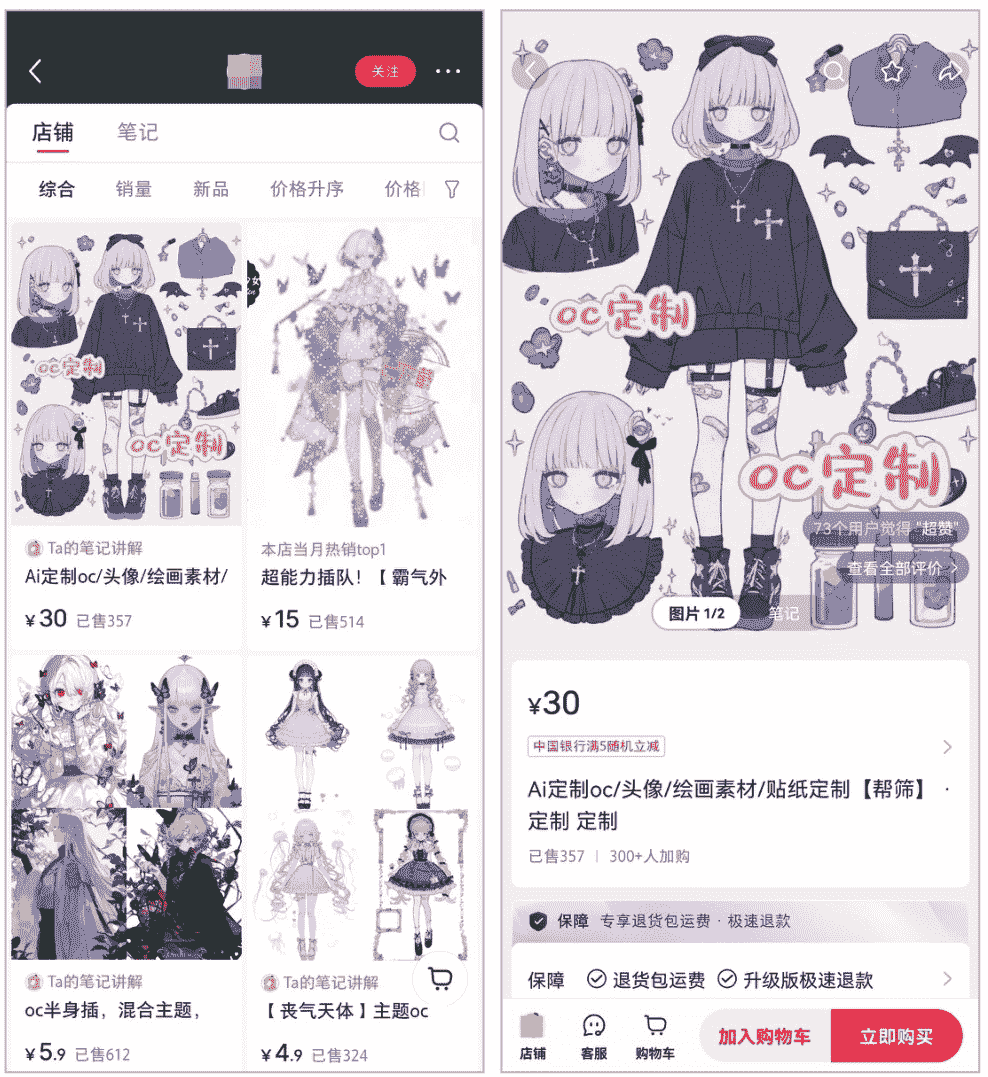 关注
店铺 笔记
综合 销量 新品 价格升序 价格
oc定制
oc定制
Ta的笔记讲解
Ai定制oc/头像/绘画素材/
¥30 已售357
本店当月热销top1
超能力插队！【霸气外
¥15 已售514
Ta的笔记讲解
oc半身插，混合主题，
¥5.9 已售612
Ta的笔记讲解
【丧气天体】主题oc
¥4.9 已售324
oc定制
oc定制
73个用户觉得 "超赞"
查看全部评价
图片 1/2 笔记
¥30
中国银行满5随机立减
Ai定制oc/头像/绘画素材/贴纸定制【帮筛】 ·
定制 定制
已售357 | 300+人加购
保障 专享退货包运费 · 极速退款
保障 退货包运费 升级版极速退款
店铺 客服 购物车 加入购物车 立即购买